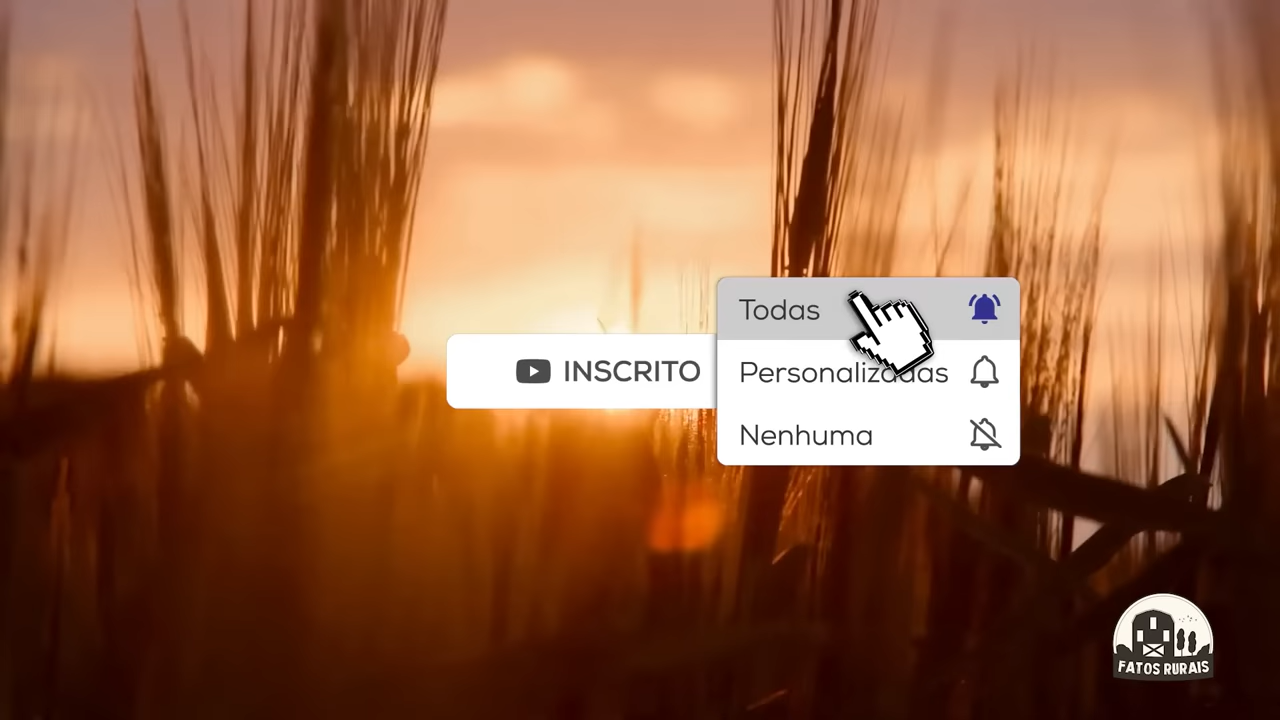 Todas
INSCRITO
Personalizadas
Nenhuma
FATOS RURAIS